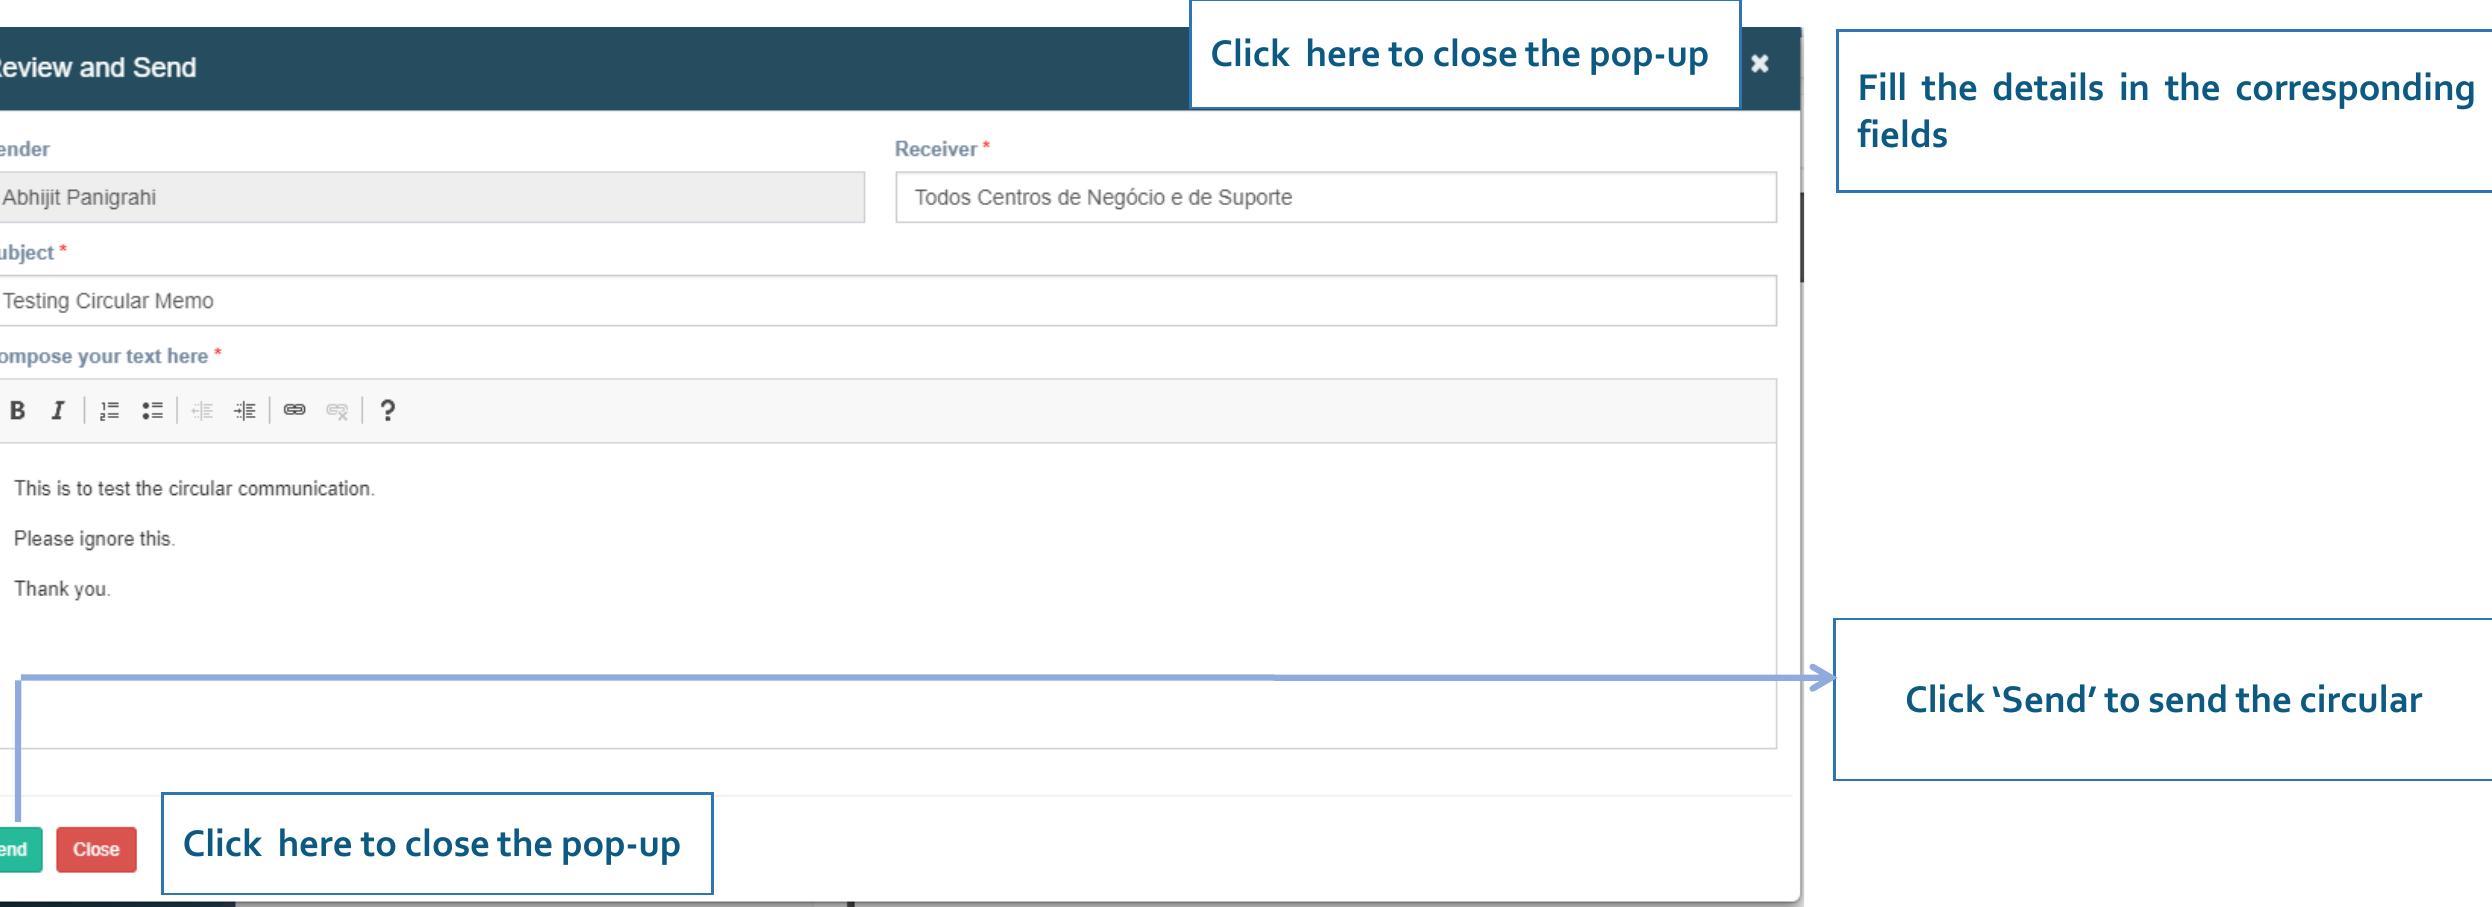 Click here to close the pop-up
eview and Send
Fill the details in the corresponding
fields
ender
Receiver *
Abhijit Panigrahi
Todos Centros de Negócio e de Suporte
ubject *
Testing Circular Memo
ompose your text here *
B I ?
This is to test the circular communication.
Please ignore this.
Thank you.
Click ‘Send’ to send the circular
end
Close
Click here to close the pop-up